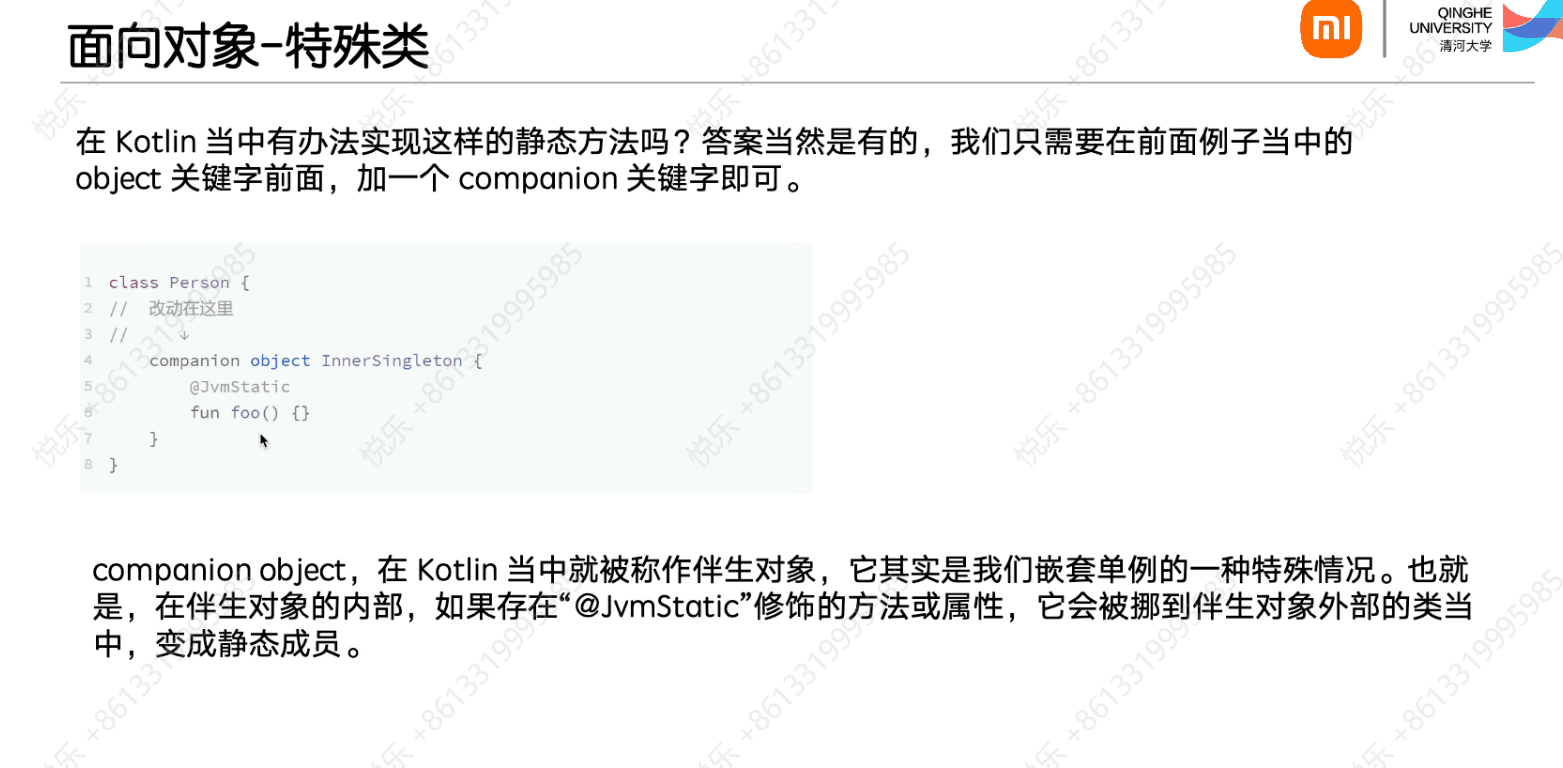 面向对象-特殊类
mi
QINGHE
UNIVERSITY
清河大学
在 Kotlin 当中有办法实现这样的静态方法吗？答案当然是有的，我们只需要在前面例子当中的
object 关键字前面，加一个 companion 关键字即可。
1 class Person {
2 //  改动在这里
3 //      ↓
4     companion object InnerSingleton {
5         @JvmStatic
6         fun foo() {}
7     }
8 }
companion object，在 Kotlin 当中就被称作伴生对象，它其实是我们嵌套单例的一种特殊情况。也就
是，在伴生对象的内部，如果存在“@JvmStatic”修饰的方法或属性，它会被挪到伴生对象外部的类当
中，变成静态成员。
悦乐 +8613319995985